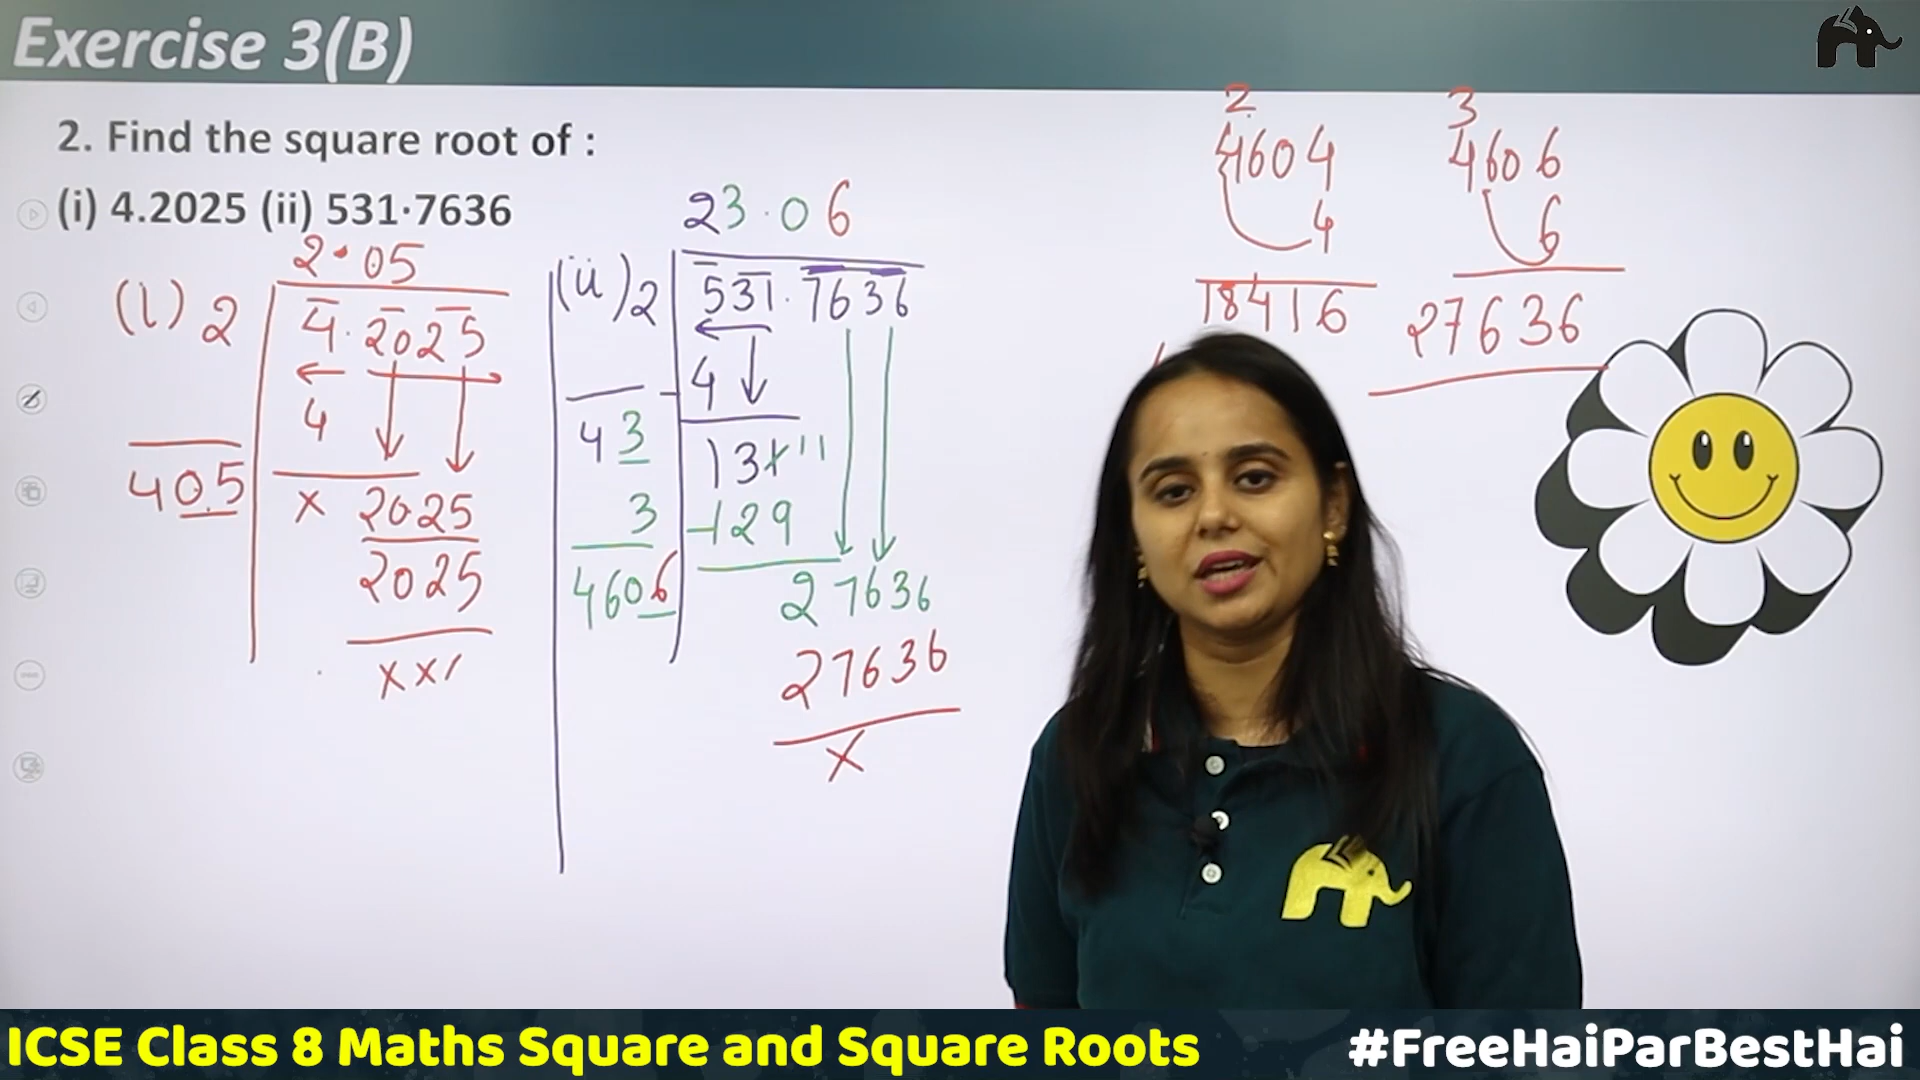 Exercise 3(B)
2. Find the square root of :
(i) 4.2025 (ii) 531·7636
2·05
(i) 2
4·2025
4
405
x 2025
2025
xxx
23·06
(ii) 2
531·7636
4
43
131
3
-129
4606
27636
27636
x
2
4604
4
18416
3
4606
6
27636
ICSE Class 8 Maths Square and Square Roots
#FreeHaiParBestHai